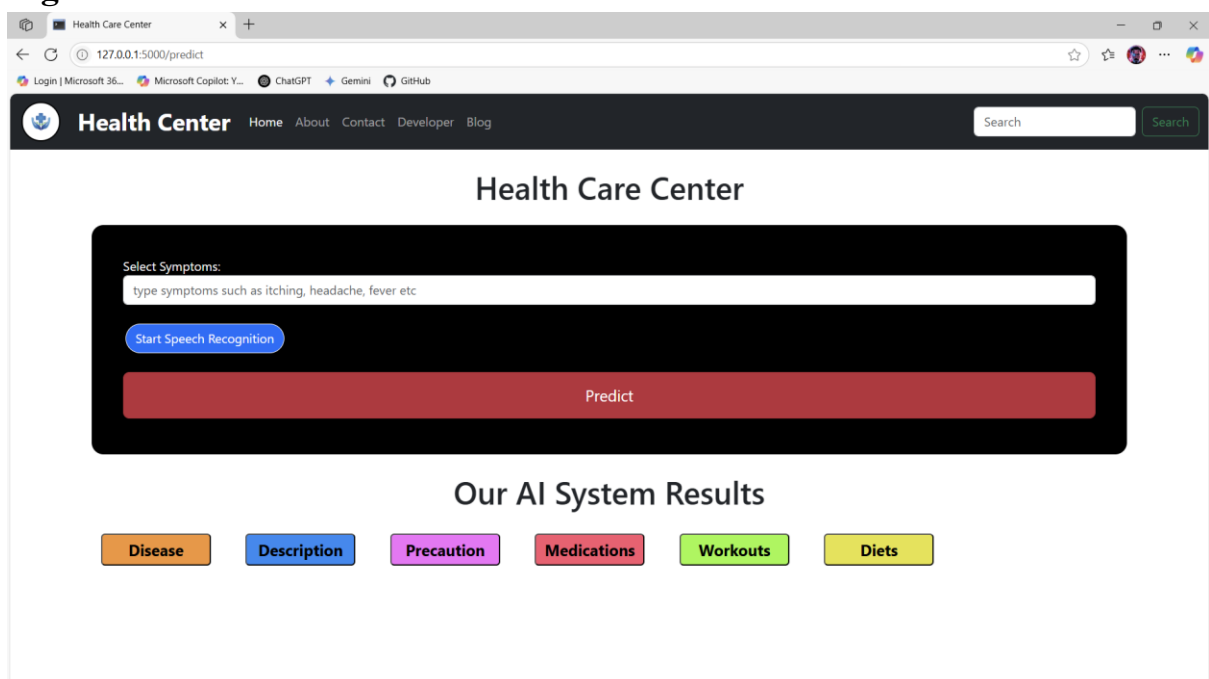 Health Care Center
127.0.0.1:5000/predict
Login | Microsoft 36... Microsoft Copilot: Y... ChatGPT Gemini GitHub
Health Center Home About Contact Developer Blog Search Search
Health Care Center
Select Symptoms:
type symptoms such as itching, headache, fever etc
Start Speech Recognition
Predict
Our AI System Results
Disease Description Precaution Medications Workouts Diets